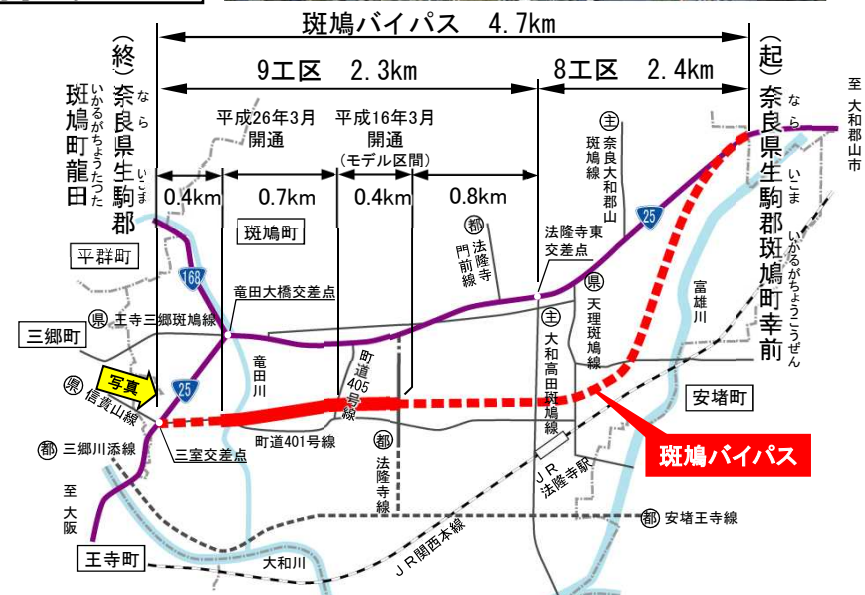 斑鳩バイパス 4.7km
9工区 2.3km
8工区 2.4km
(終)奈良県生駒郡
なら いこま
斑鳩町龍田
いかるがちょうたつた
(起)奈良県生駒郡斑鳩町幸前
なら いこま いかるがちょうこうぜん
至 大和郡山市
平成26年3月
開通
平成16年3月
開通
(モデル区間)
0.4km
0.7km
0.4km
0.8km
主 奈良大和郡山
斑鳩線
25
斑鳩町
都 法隆寺
門前線
法隆寺東
交差点
平群町
168
竜田大橋交差点
県 王寺三郷斑鳩線
三郷町
県 天理斑鳩線
富雄川
主 大和高田斑鳩線
竜田川
町道
405
号線
写真
25
県 信貴山線
安堵町
斑鳩バイパス
都 三郷川添線
三室交差点
町道401号線
都 法隆寺線
JR
法隆寺駅
至 大阪
都 安堵王寺線
王寺町
大和川
JR関西本線